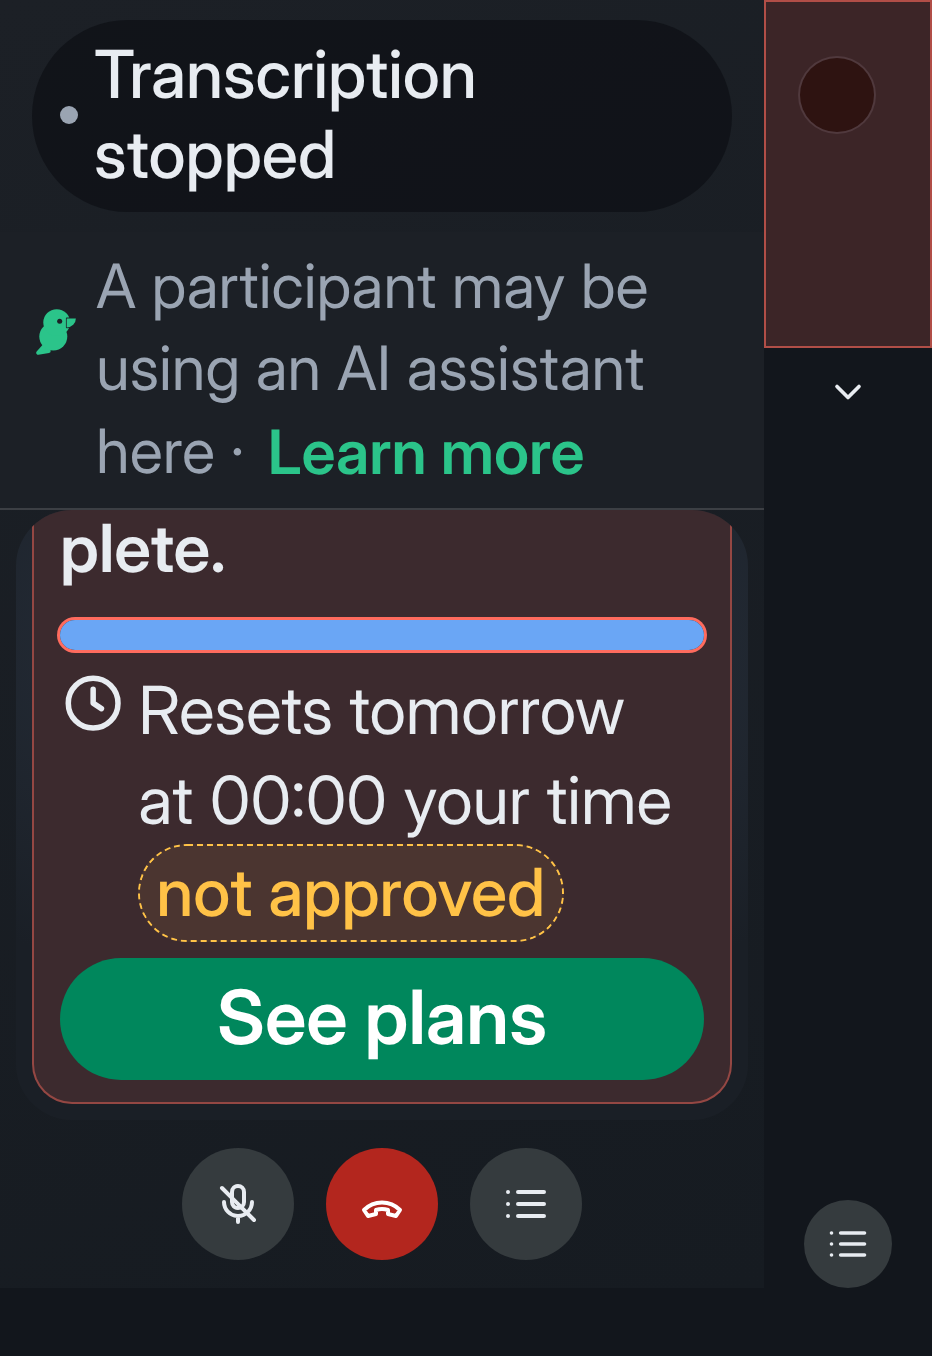 Transcription
stopped
A participant may be
using an AI assistant
here · Learn more
plete.
Resets tomorrow
at 00:00 your time
not approved
See plans